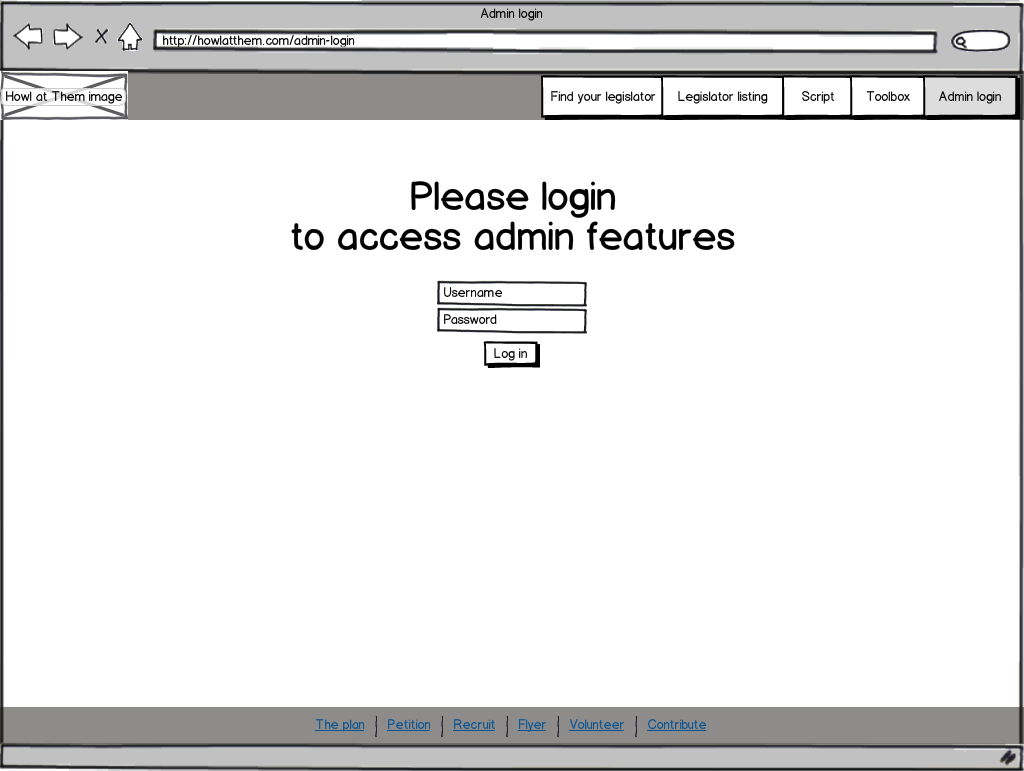 Admin login
http://howlatthem.com/admin-login
Howl at Them image
Find your legislator
Legislator listing
Script
Toolbox
Admin login
Please login
to access admin features
Username
Password
Log in
The plan
Petition
Recruit
Flyer
Volunteer
Contribute